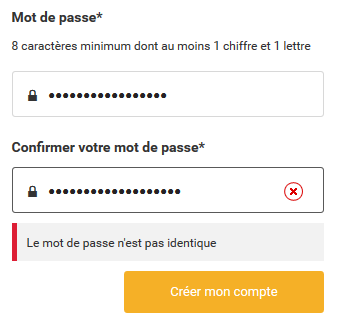 Mot de passe*
8 caractères minimum dont au moins 1 chiffre et 1 lettre
•••••••••••••••••
Confirmer votre mot de passe*
•••••••••••••••••••
Le mot de passe n'est pas identique
Créer mon compte